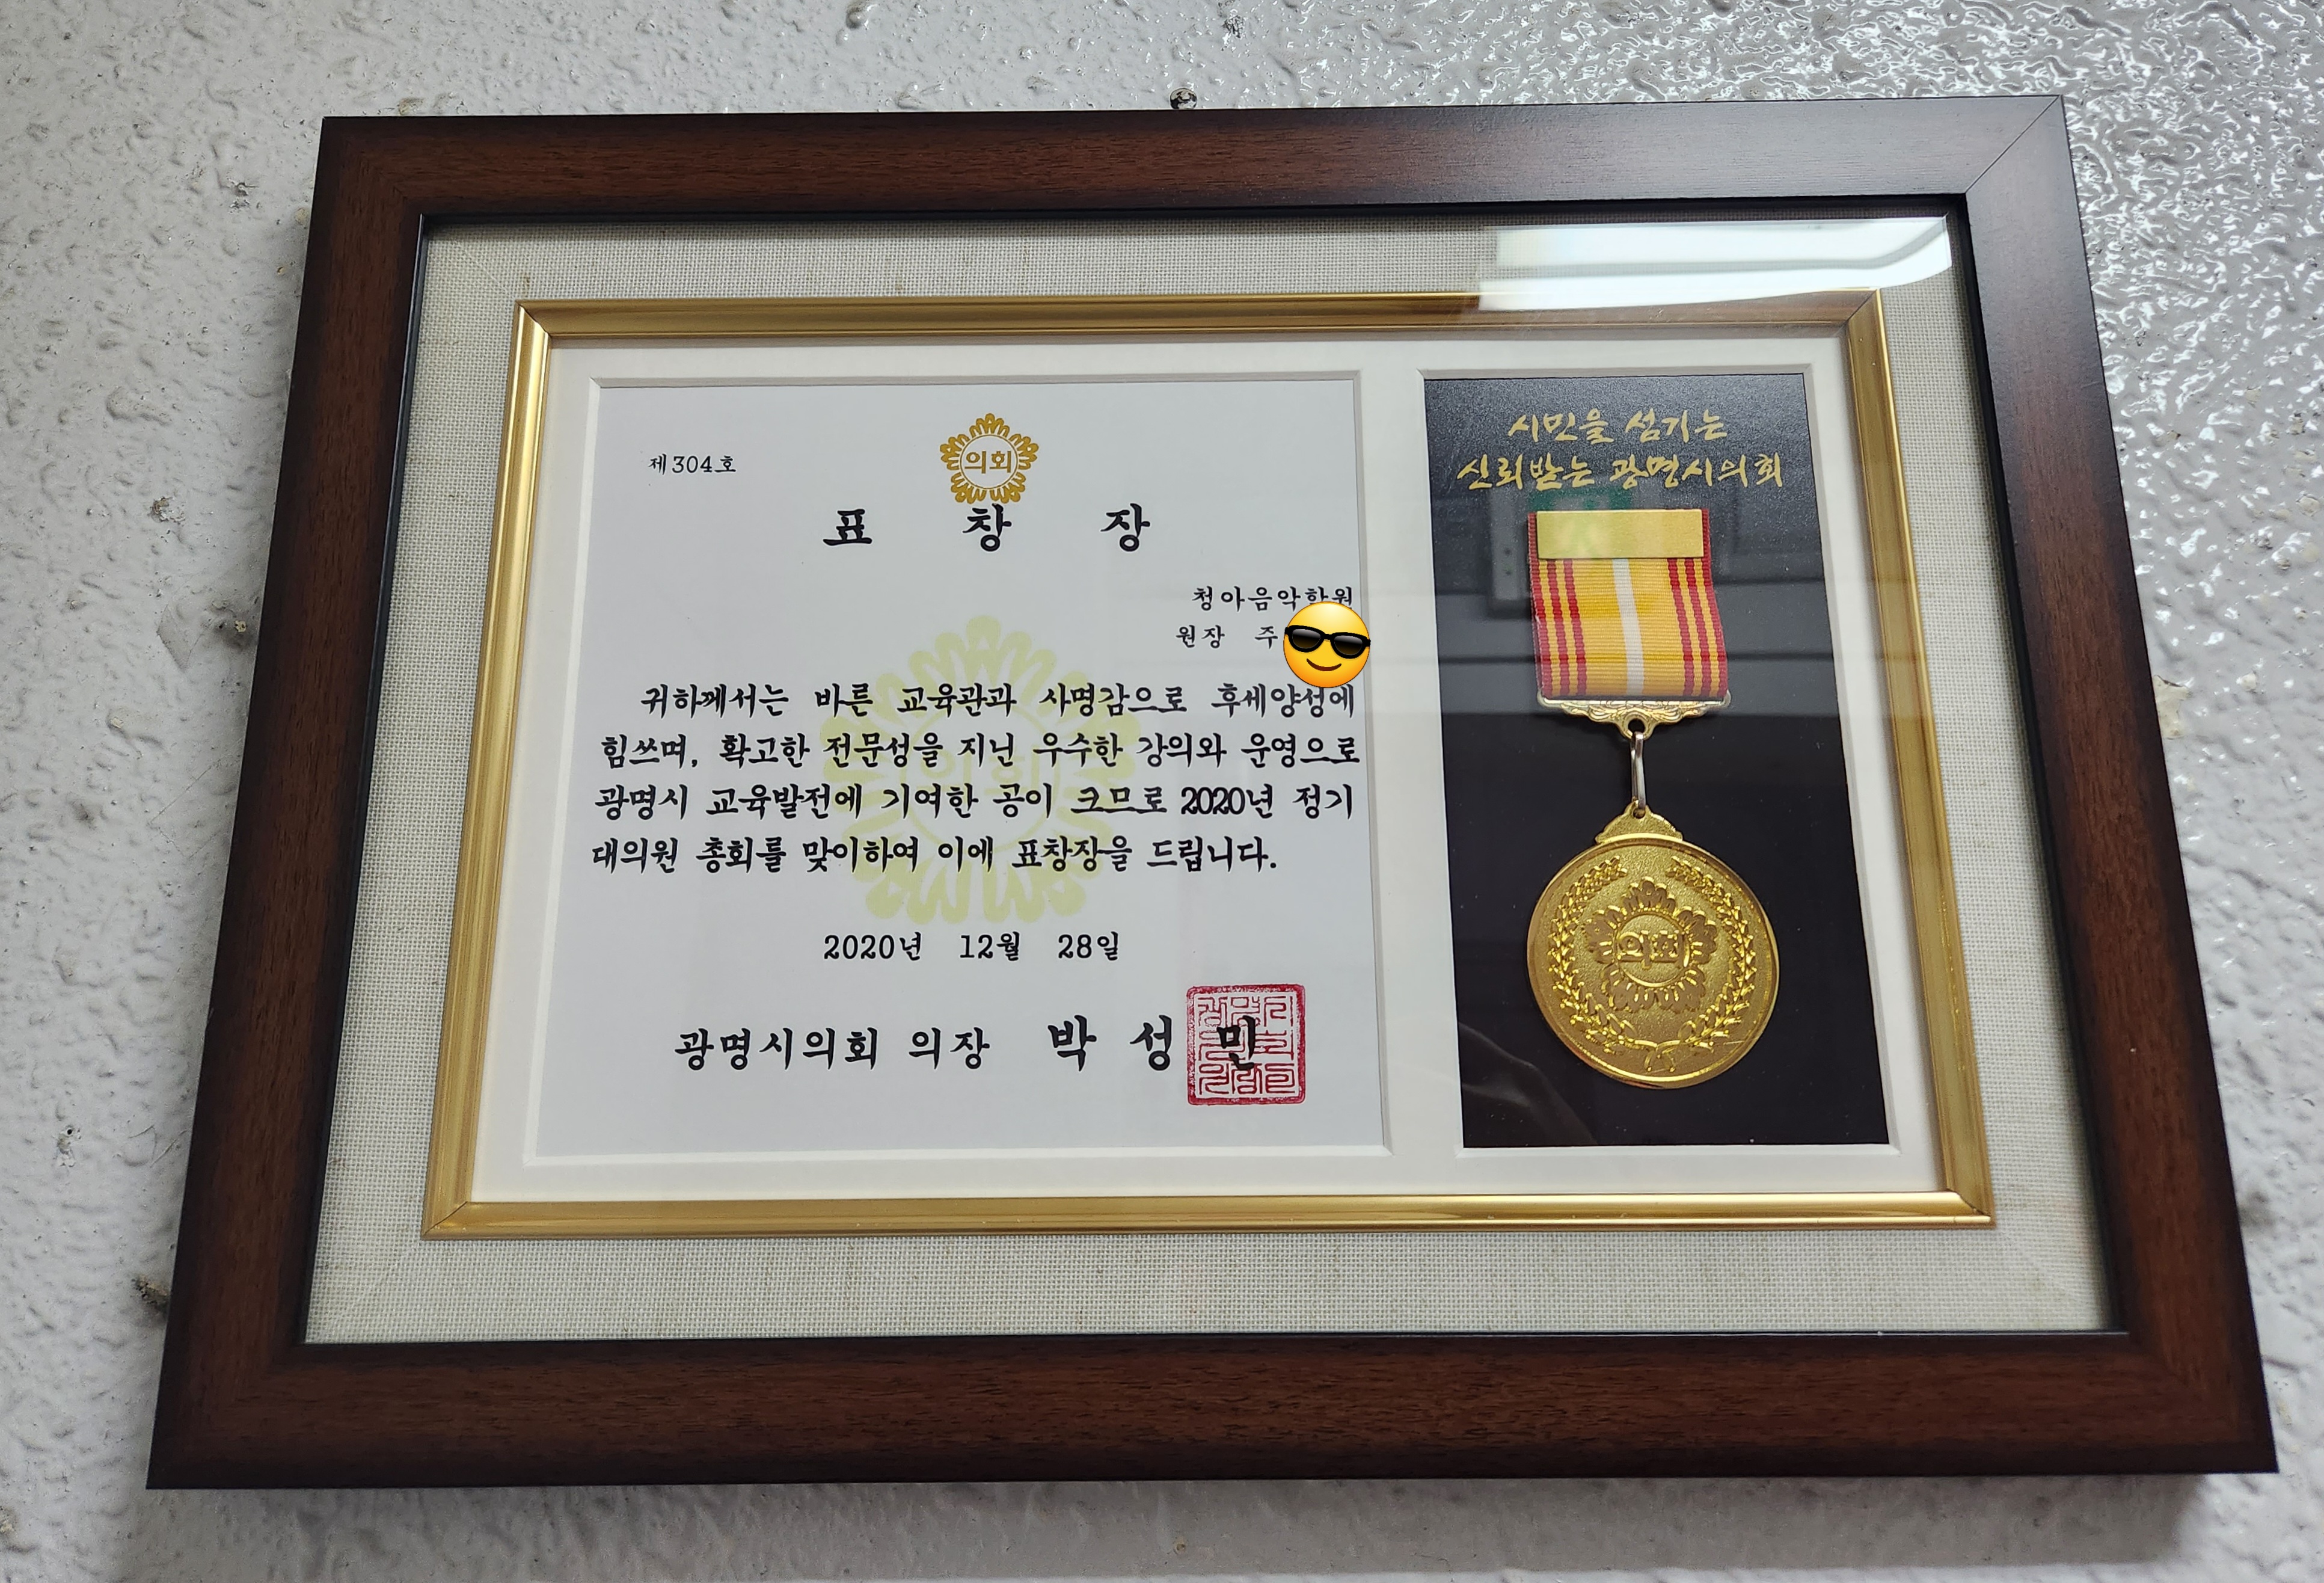 제304호
의회
표 창 장
청아음악학원
원장 주
귀하께서는 바른 교육관과 사명감으로 후세양성에
힘쓰며, 확고한 전문성을 지닌 우수한 강의와 운영으로
광명시 교육발전에 기여한 공이 크므로 2020년 정기
대의원 총회를 맞이하여 이에 표창장을 드립니다.
2020년 12월 28일
광명시의회 의장 박 성 민
시민을 섬기는
신뢰받는 광명시의회
의회